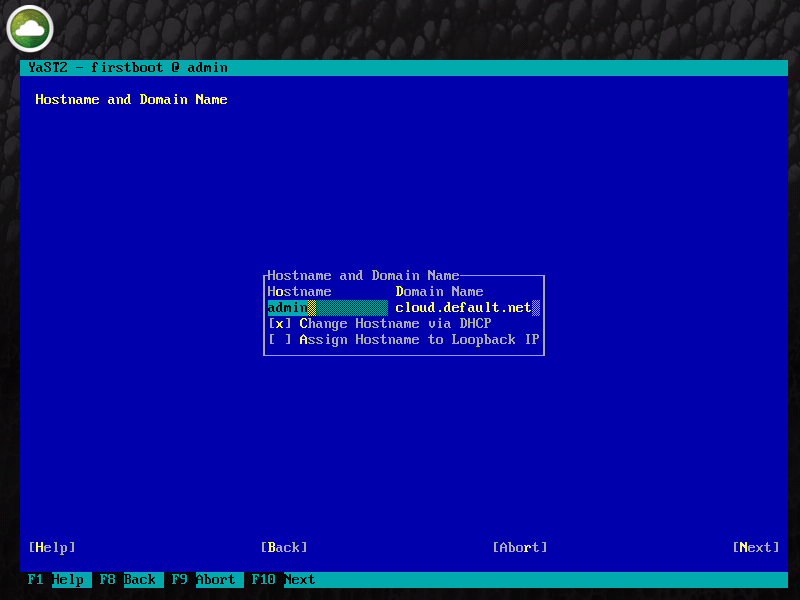 YaST2 - firstboot @ admin
Hostname and Domain Name
Hostname and Domain Name
Hostname Domain Name
admin cloud.default.net
[x] Change Hostname via DHCP
[ ] Assign Hostname to Loopback IP
[Help] [Back] [Abort] [Next]
F1 Help F8 Back F9 Abort F10 Next